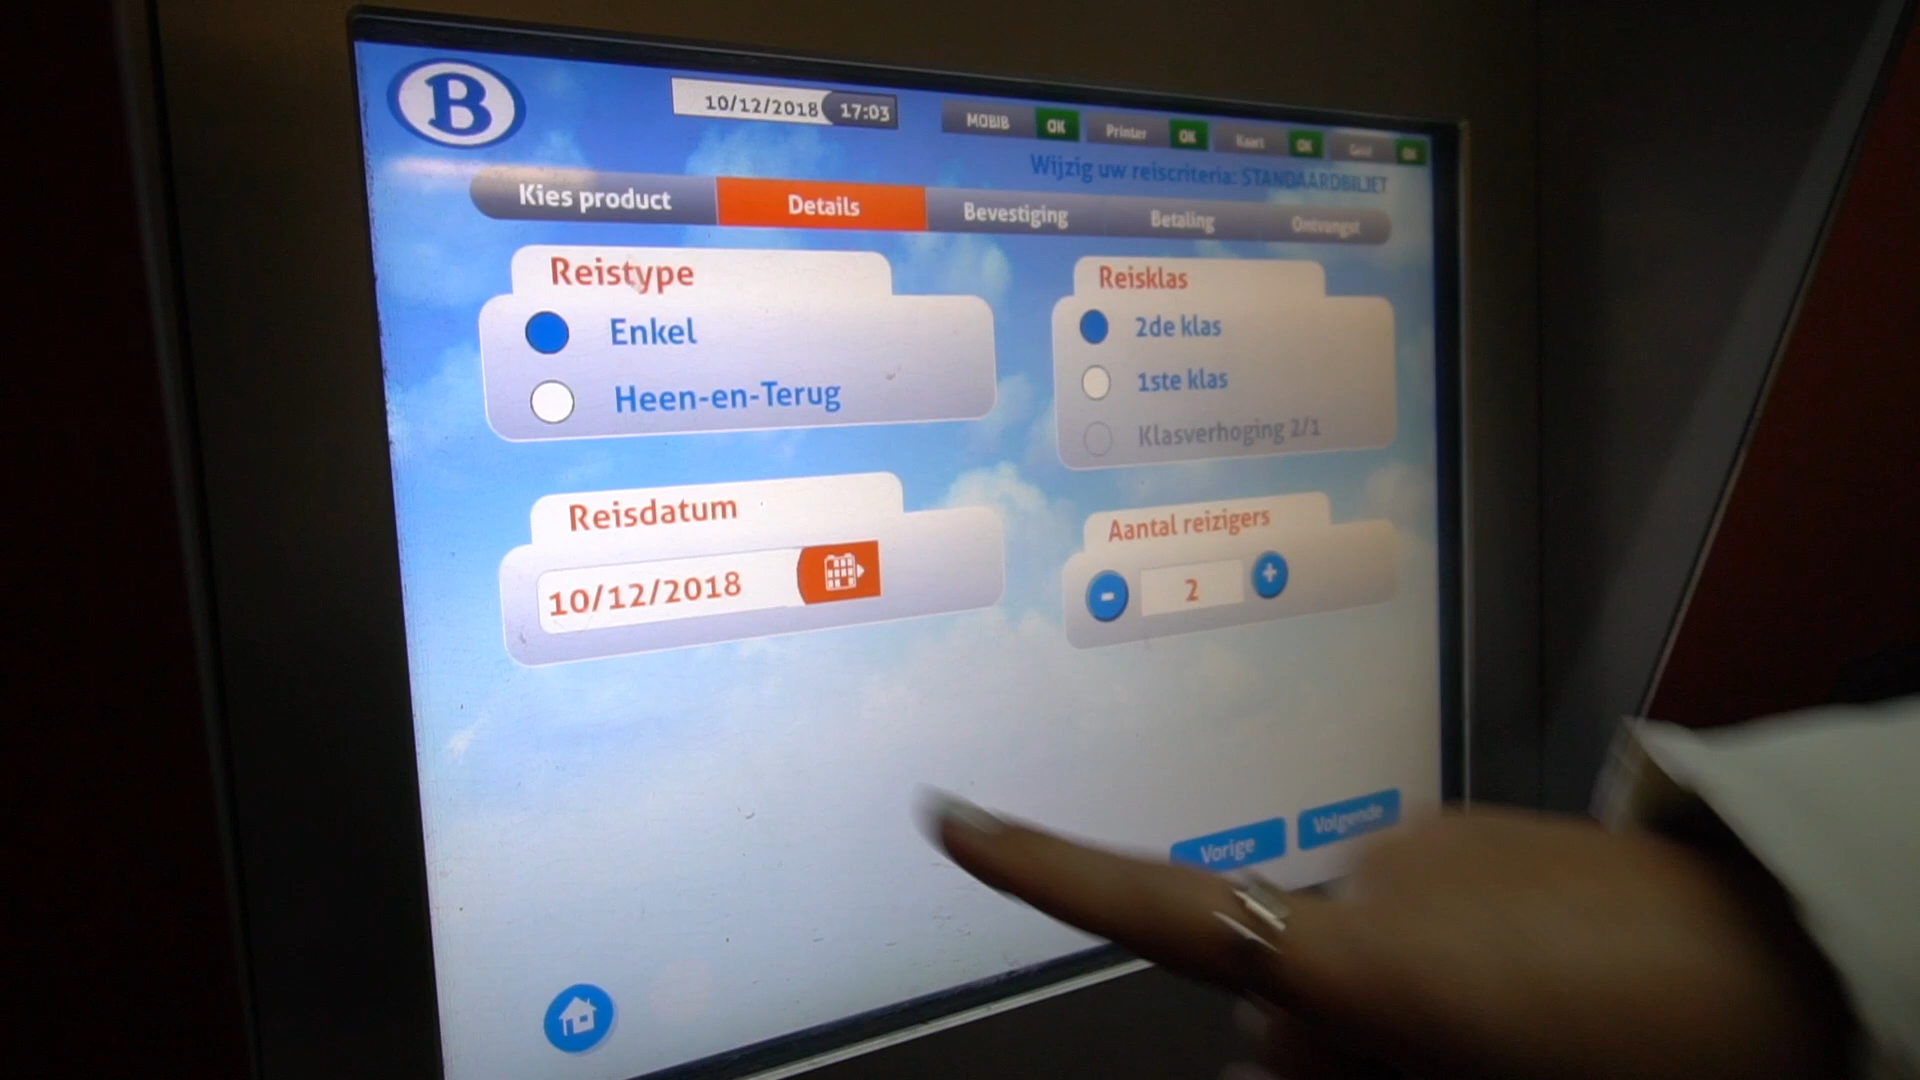 B
10/12/2018 17:03
MOBIB OK Printer OK Kaart OK Geld OK
Wijzig uw reiscriteria: STANDAARDBILJET
Kies product Details Bevestiging Betaling Ontvangst
Reistype
Enkel
Heen-en-Terug
Reisklas
2de klas
1ste klas
Klasverhoging 2/1
Reisdatum
10/12/2018
Aantal reizigers
- 2 +
Vorige Volgende